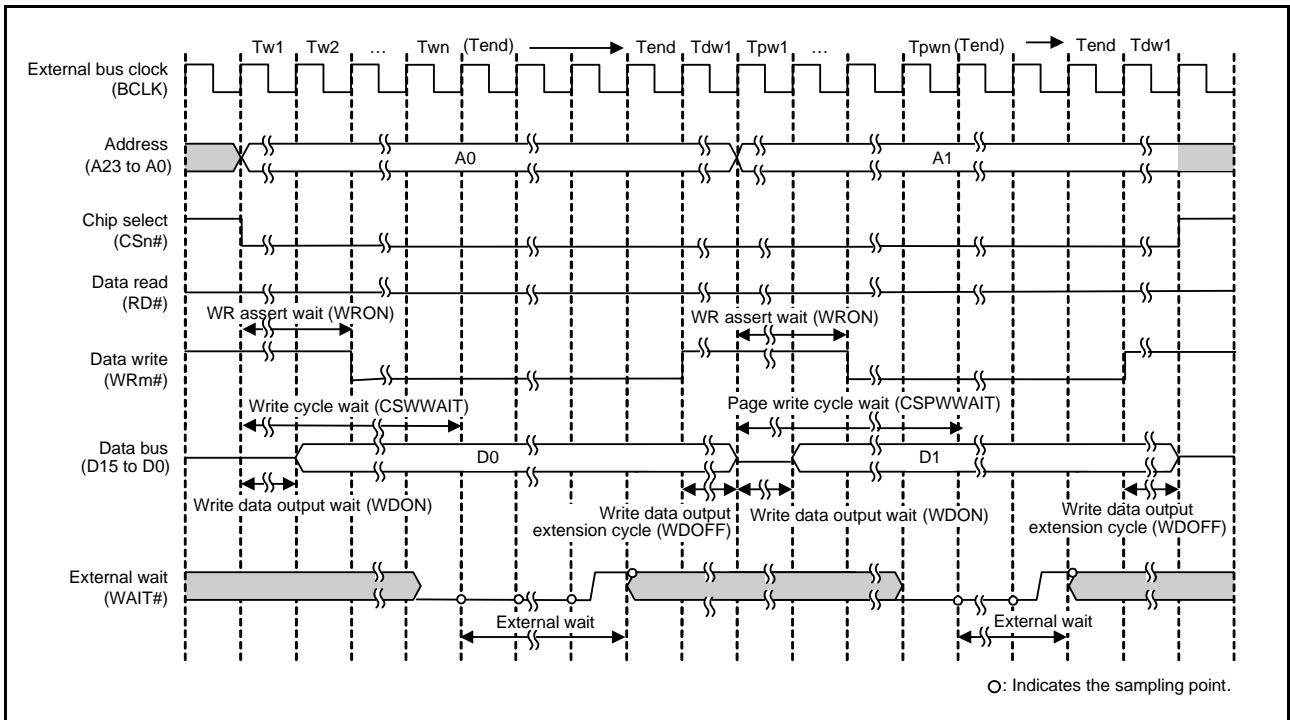 Tw1 Tw2 … Twn (Tend) Tend Tdw1 Tpw1 … Tpwn (Tend) Tend Tdw1
External bus clock
(BCLK)
Address
(A23 to A0)
A0 A1
Chip select
(CSn#)
Data read
(RD#)
WR assert wait (WRON) WR assert wait (WRON)
Data write
(WRm#)
Write cycle wait (CSWWAIT) Page write cycle wait (CSPWWAIT)
Data bus
(D15 to D0)
D0 D1
Write data output wait (WDON) Write data output
extension cycle (WDOFF) Write data output wait (WDON) Write data output
extension cycle (WDOFF)
External wait
(WAIT#)
External wait External wait
: Indicates the sampling point.